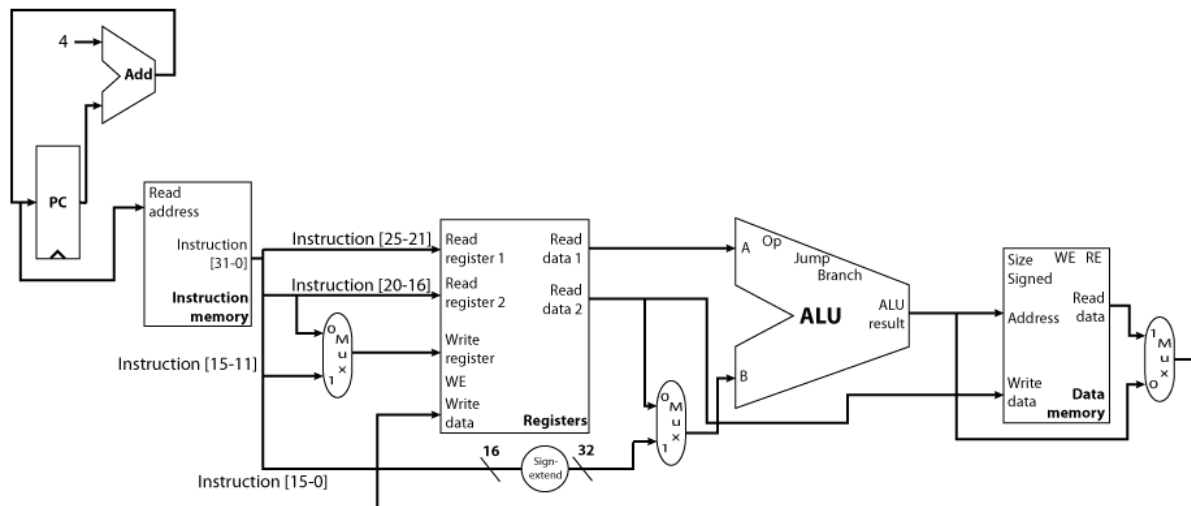 4
Add
PC
Read
address
Instruction
[31-0]
Instruction
memory
Instruction [25-21]
Instruction [20-16]
Instruction [15-11]
Instruction [15-0]
0
M
u
x
1
Read
register 1
Read
register 2
Write
register
WE
Write
data
Read
data 1
Read
data 2
Registers
16
Sign-
extend
32
0
M
u
x
1
A
B
Op
Jump
Branch
ALU
ALU
result
Size
Signed
WE RE
Address
Write
data
Read
data
Data
memory
1
M
u
x
0